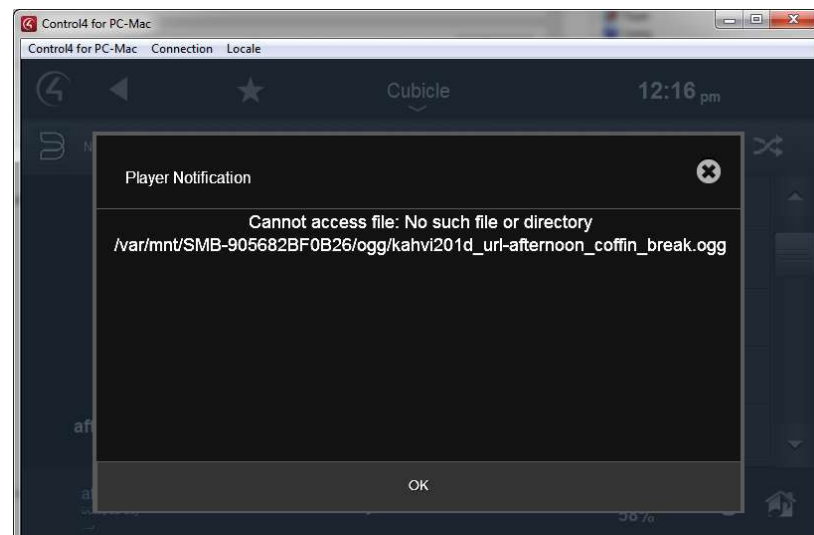 Control4 for PC-Mac
Control4 for PC-Mac Connection Locale
Cubicle
12:16 pm
Player Notification
Cannot access file: No such file or directory
/var/mnt/SMB-905682BF0B26/ogg/kahvi201d_url-afternoon_coffin_break.ogg
OK